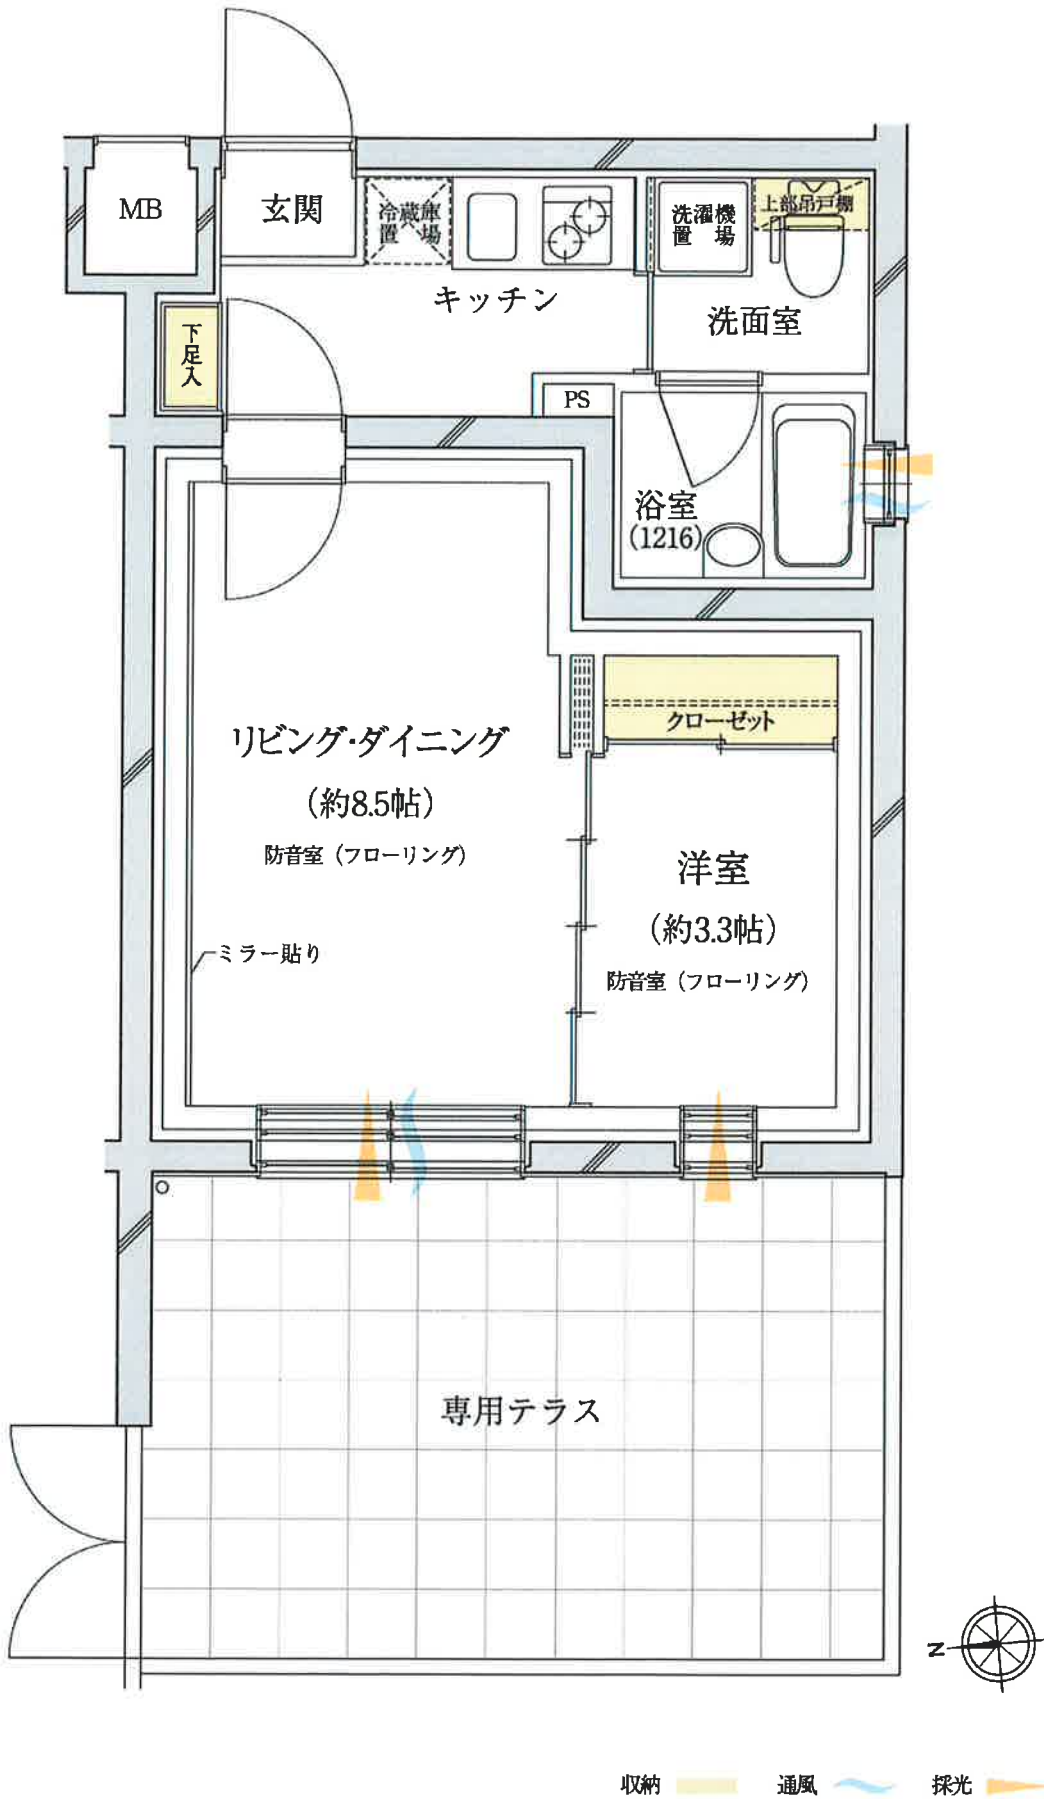 MB
玄関
冷蔵庫
置　場
洗濯機
置　場
上部吊戸棚
キッチン
洗面室
下足入
PS
浴室
(1216)
クローゼット
リビング・ダイニング
(約8.5帖)
防音室（フローリング）
洋室
(約3.3帖)
防音室（フローリング）
ミラー貼り
専用テラス
N
収納
通風
採光